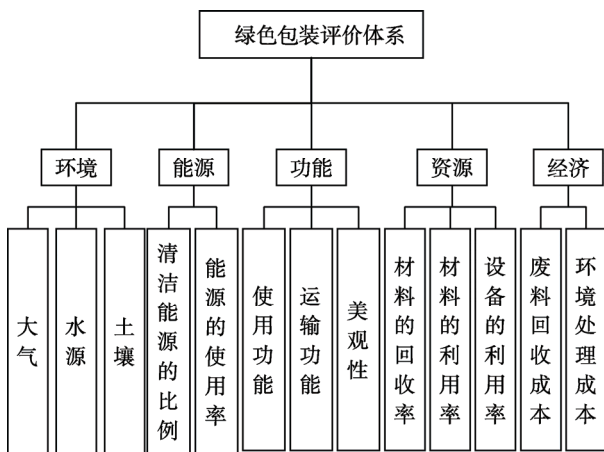 绿色包装评价体系
环境
能源
功能
资源
经济
大气
水源
土壤
清洁能源的比例
能源的使用率
使用功能
运输功能
美观性
材料的回收率
材料的利用率
设备的利用率
废料回收成本
环境处理成本